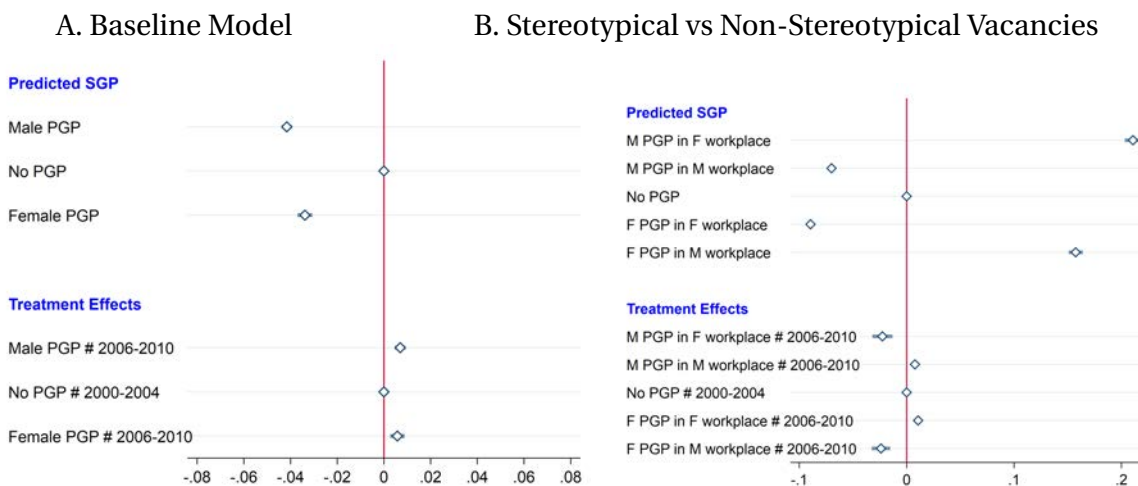 A. Baseline Model
Predicted SGP
Male PGP
No PGP
Female PGP
Treatment Effects
Male PGP # 2006-2010
No PGP # 2000-2004
Female PGP # 2006-2010
-.08 -.06 -.04 -.02 0 .02 .04 .06 .08
B. Stereotypical vs Non-Stereotypical Vacancies
Predicted SGP
M PGP in F workplace
M PGP in M workplace
No PGP
F PGP in F workplace
F PGP in M workplace
Treatment Effects
M PGP in F workplace # 2006-2010
M PGP in M workplace # 2006-2010
No PGP # 2000-2004
F PGP in F workplace # 2006-2010
F PGP in M workplace # 2006-2010
-.1 0 .1 .2